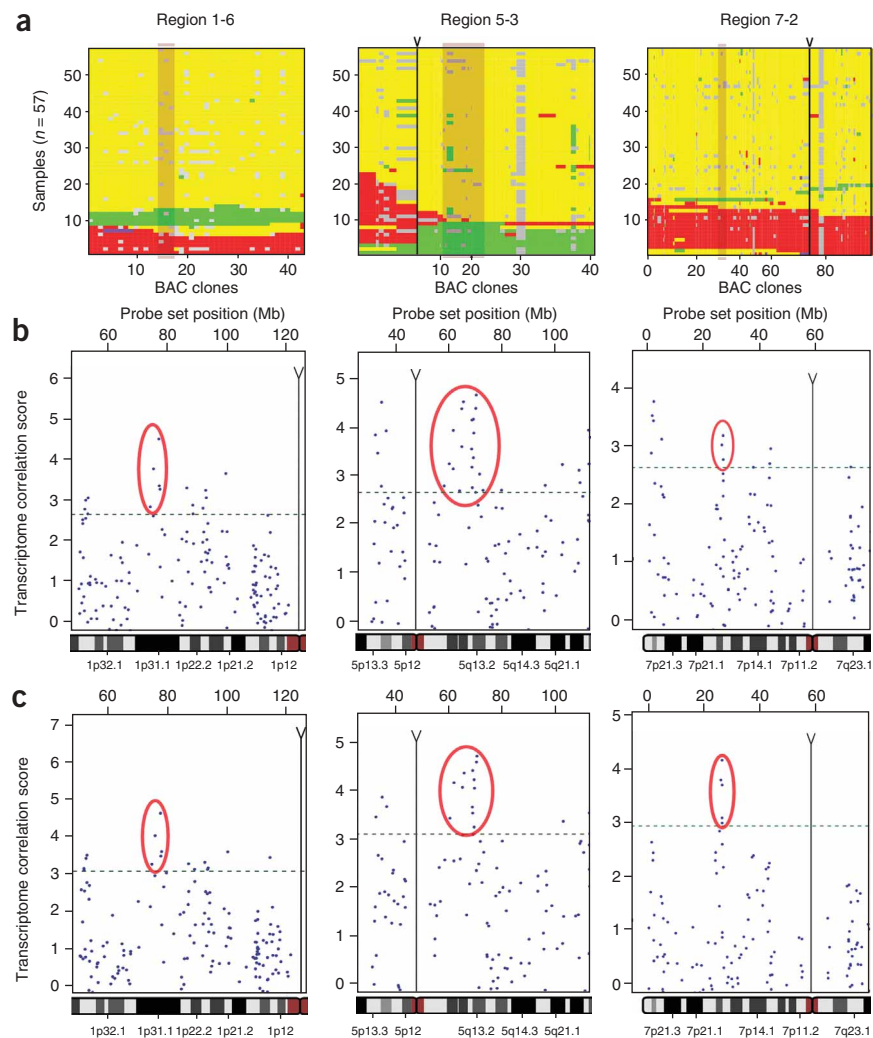 a
Region 1-6
Region 5-3
Region 7-2
Samples (n = 57)
50
40
30
20
10
50
40
30
20
10
50
40
30
20
10
10 20 30 40
10 20 30 40
0 20 40 60 80
BAC clones
BAC clones
BAC clones
b
Probe set position (Mb)
Probe set position (Mb)
Probe set position (Mb)
60 80 100 120
40 60 80 100
0 20 40 60
Transcriptome correlation score
6
5
4
3
2
1
0
5
4
3
2
1
0
4
3
2
1
0
1p32.1 1p31.1 1p22.2 1p21.2 1p12
5p13.3 5p12 5q13.2 5q14.3 5q21.1
7p21.3 7p21.1 7p14.1 7p11.2 7q23.1
c
60 80 100 120
40 60 80 100
0 20 40 60
Transcriptome correlation score
7
6
5
4
3
2
1
0
5
4
3
2
1
0
5
4
3
2
1
0
1p32.1 1p31.1 1p22.2 1p21.2 1p12
5p13.3 5p12 5q13.2 5q14.3 5q21.1
7p21.3 7p21.1 7p14.1 7p11.2 7q23.1